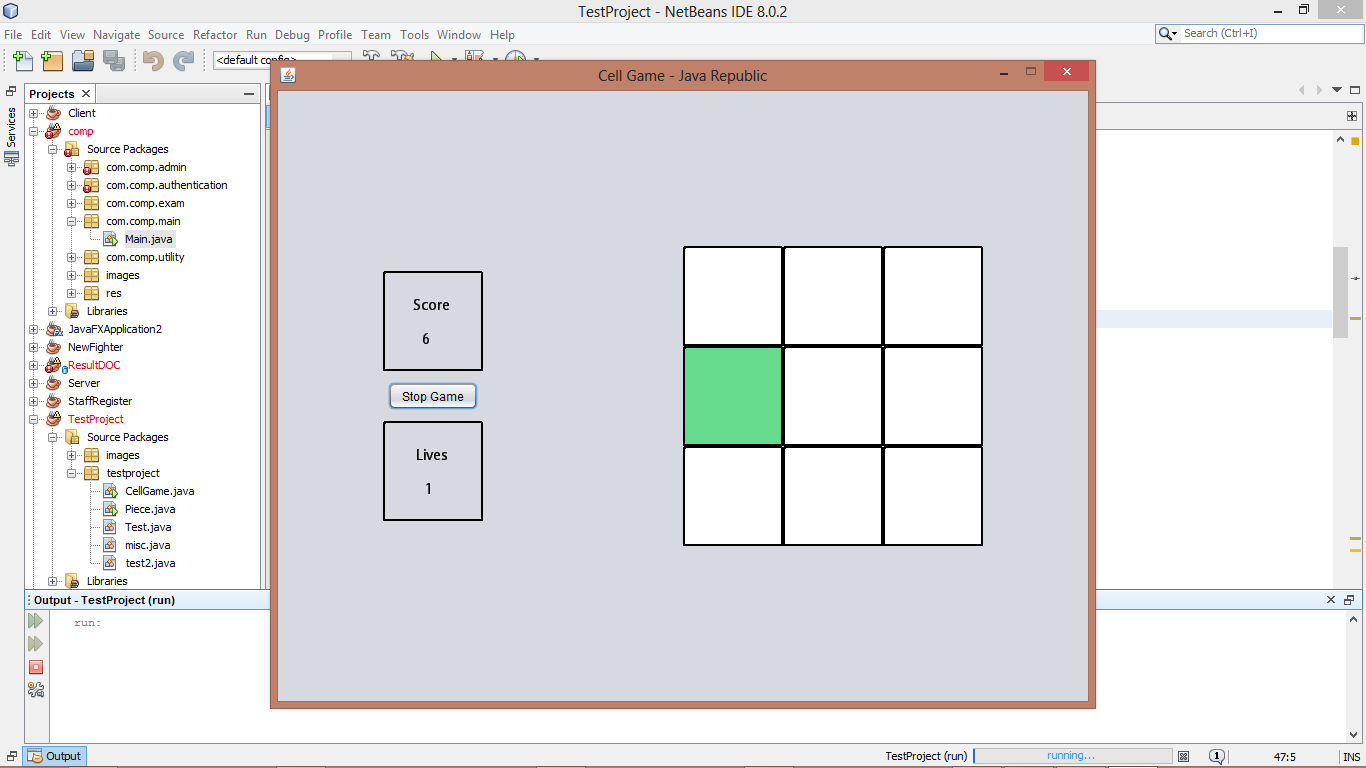 TestProject - NetBeans IDE 8.0.2
File Edit View Navigate Source Refactor Run Debug Profile Team Tools Window Help
Search (Ctrl+I)
<default config>
Cell Game - Java Republic
Projects
Services
Client
comp
Source Packages
com.comp.admin
com.comp.authentication
com.comp.exam
com.comp.main
Main.java
com.comp.utility
images
res
Libraries
JavaFXApplication2
NewFighter
ResultDOC
Server
StaffRegister
TestProject
Source Packages
images
testproject
CellGame.java
Piece.java
Test.java
misc.java
test2.java
Libraries
Score
6
Stop Game
Lives
1
Output - TestProject (run)
run:
Output
TestProject (run)
running...
1
47:5
INS